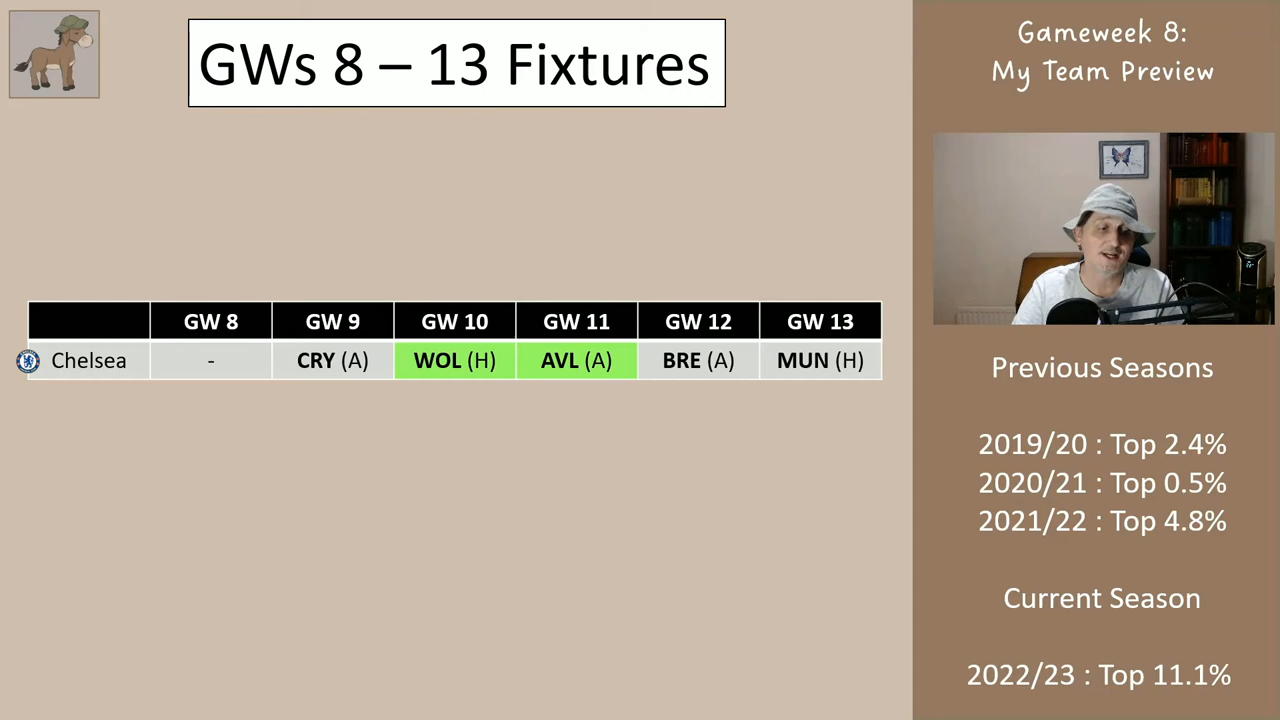 GWs 8 – 13 Fixtures
Gameweek 8:
My Team Preview
GW 8 GW 9 GW 10 GW 11 GW 12 GW 13
Chelsea - CRY (A) WOL (H) AVL (A) BRE (A) MUN (H)
Previous Seasons
2019/20 : Top 2.4%
2020/21 : Top 0.5%
2021/22 : Top 4.8%
Current Season
2022/23 : Top 11.1%